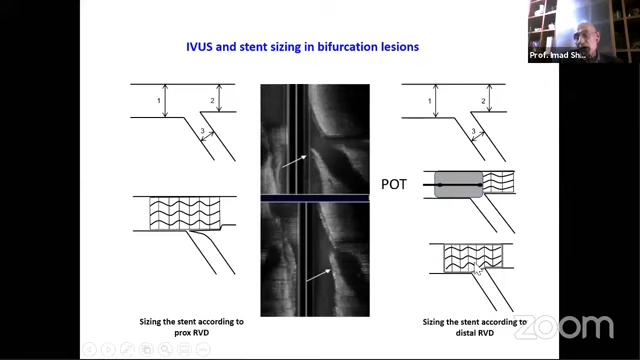 IVUS and stent sizing in bifurcation lesions
Prof. Imad Sh...
1
2
3
1
2
3
POT
Sizing the stent according to
prox RVD
Sizing the stent according to
distal RVD
ZOOM